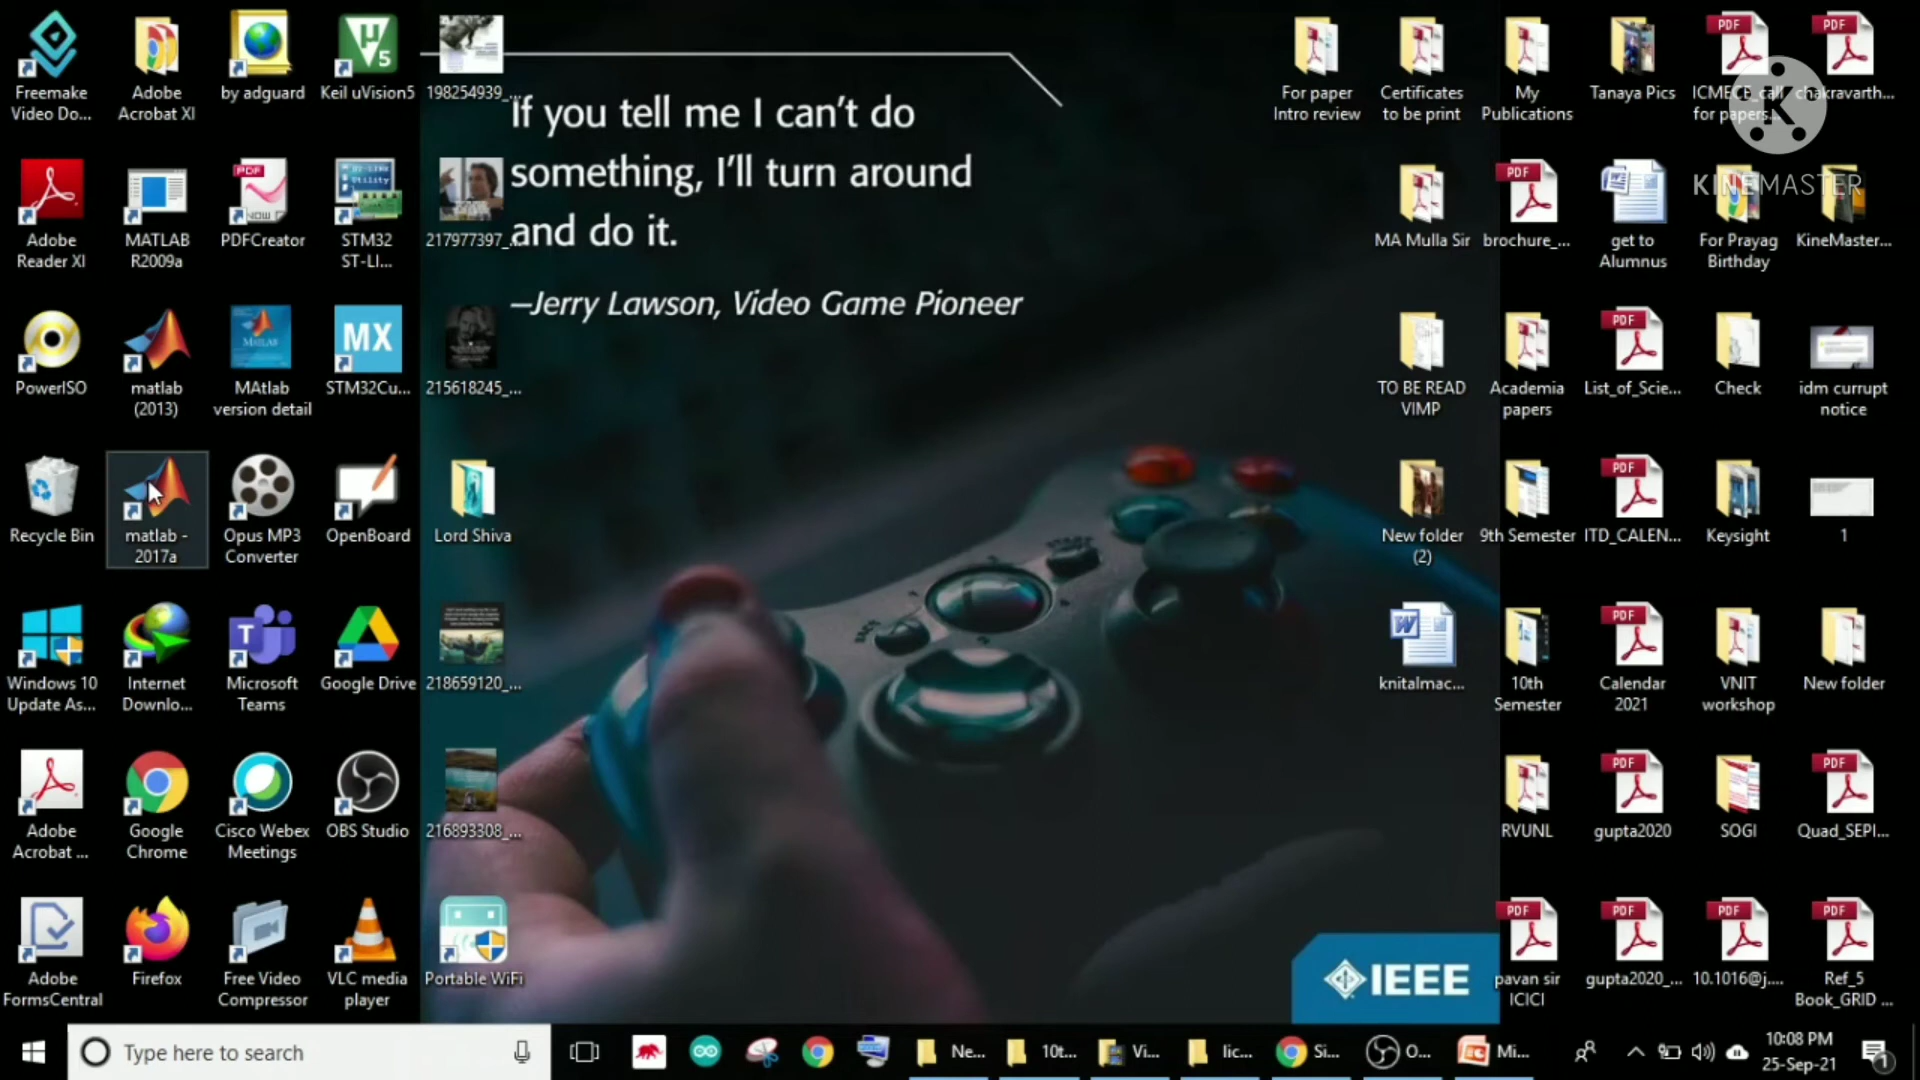 Freemake
Video Do...
Adobe
Acrobat XI
by adguard
Keil uVision5
198254939_...
Adobe
Reader XI
MATLAB
R2009a
PDFCreator
STM32
ST-LI...
217977397_...
PowerISO
matlab
(2013)
MAtlab
version detail
STM32Cu...
215618245_...
Recycle Bin
matlab -
2017a
Opus MP3
Converter
OpenBoard
Lord Shiva
Windows 10
Update As...
Internet
Downlo...
Microsoft
Teams
Google Drive
218659120_...
Adobe
Acrobat ...
Google
Chrome
Cisco Webex
Meetings
OBS Studio
216893308_...
Adobe
FormsCentral
Firefox
Free Video
Compressor
VLC media
player
Portable WiFi
If you tell me I can't do
something, I'll turn around
and do it.
—Jerry Lawson, Video Game Pioneer
IEEE
For paper
Intro review
Certificates
to be print
My
Publications
Tanaya Pics
ICMECE_call
for papers...
chakravarth...
KINEMASTER
MA Mulla Sir
brochure_...
get to
Alumnus
For Prayag
Birthday
KineMaster...
TO BE READ
VIMP
Academia
papers
List_of_Scie...
Check
idm currupt
notice
New folder
(2)
9th Semester
ITD_CALEN...
Keysight
1
knitalmac...
10th
Semester
Calendar
2021
VNIT
workshop
New folder
RVUNL
gupta2020
SOGI
Quad_SEPI...
pavan sir
ICICI
gupta2020_...
10.1016@j....
Ref_5
Book_GRID ...
Type here to search
Ne...
10t...
Vi...
lic...
Si...
O...
Mi...
10:08 PM
25-Sep-21
1